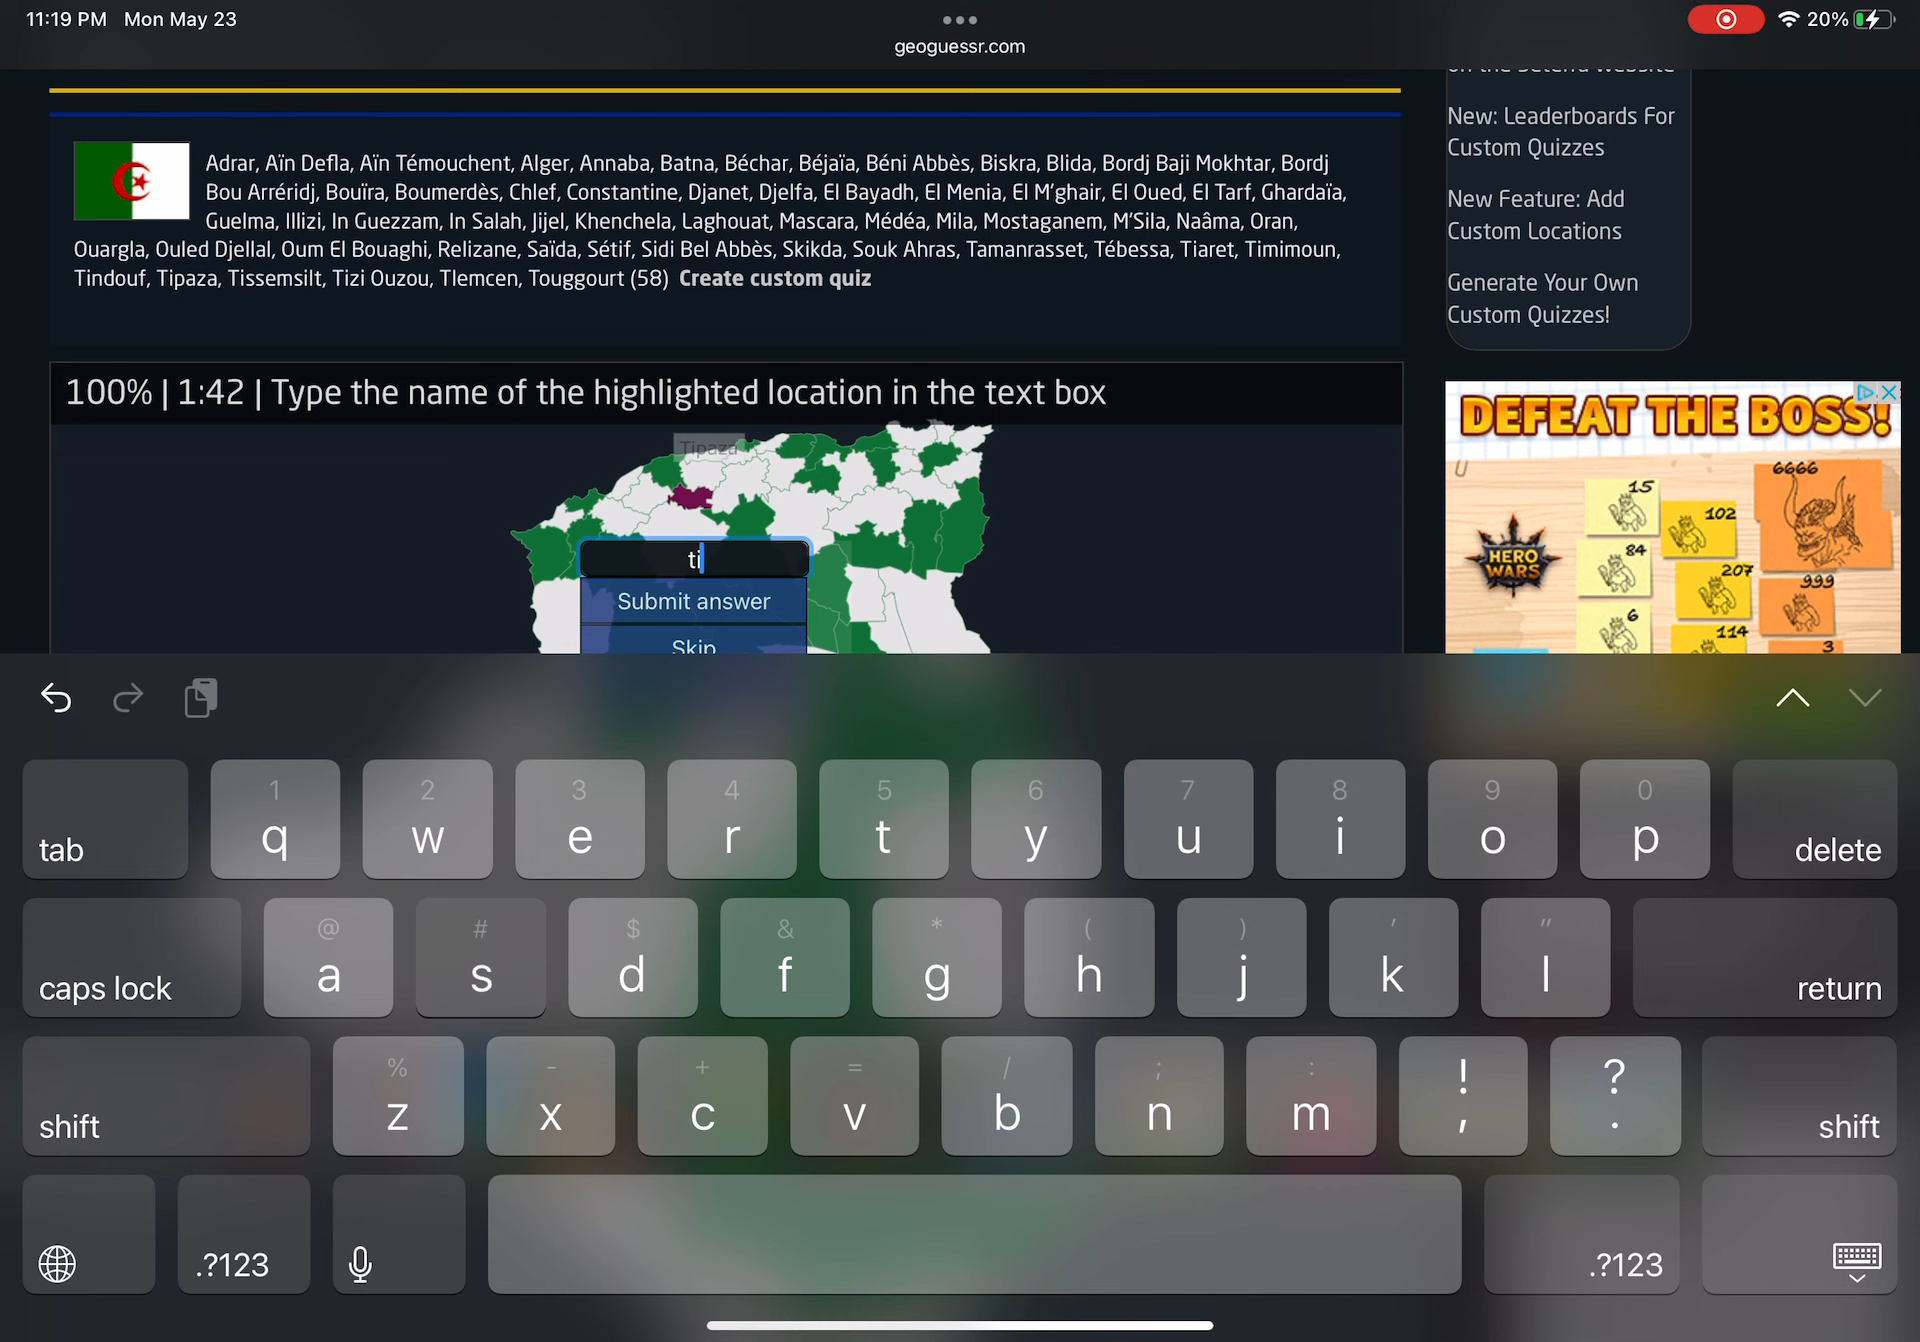 11:19 PM Mon May 23
20%
geoguessr.com
on the Seterra website
New: Leaderboards For
Custom Quizzes
New Feature: Add
Custom Locations
Generate Your Own
Custom Quizzes!
Adrar, Aïn Defla, Aïn Témouchent, Alger, Annaba, Batna, Béchar, Béjaïa, Béni Abbès, Biskra, Blida, Bordj Baji Mokhtar, Bordj
Bou Arréridj, Bouïra, Boumerdès, Chlef, Constantine, Djanet, Djelfa, El Bayadh, El Menia, El M'ghair, El Oued, El Tarf, Ghardaïa,
Guelma, Illizi, In Guezzam, In Salah, Jijel, Khenchela, Laghouat, Mascara, Médéa, Mila, Mostaganem, M'Sila, Naâma, Oran,
Ouargla, Ouled Djellal, Oum El Bouaghi, Relizane, Saïda, Sétif, Sidi Bel Abbès, Skikda, Souk Ahras, Tamanrasset, Tébessa, Tiaret, Timimoun,
Tindouf, Tipaza, Tissemsilt, Tizi Ouzou, Tlemcen, Touggourt (58) Create custom quiz
100% | 1:42 | Type the name of the highlighted location in the text box
Tipaza
ti
Submit answer
Skip
DEFEAT THE BOSS!
6666
15
102
84
207
999
6
114
3
HERO
WARS
1 2 3 4 5 6 7 8 9 0
tab q w e r t y u i o p delete
@ # $ & * ( ) ' "
caps lock a s d f g h j k l return
% - + = / ; : ! ?
shift z x c v b n m , . shift
.?123 .?123